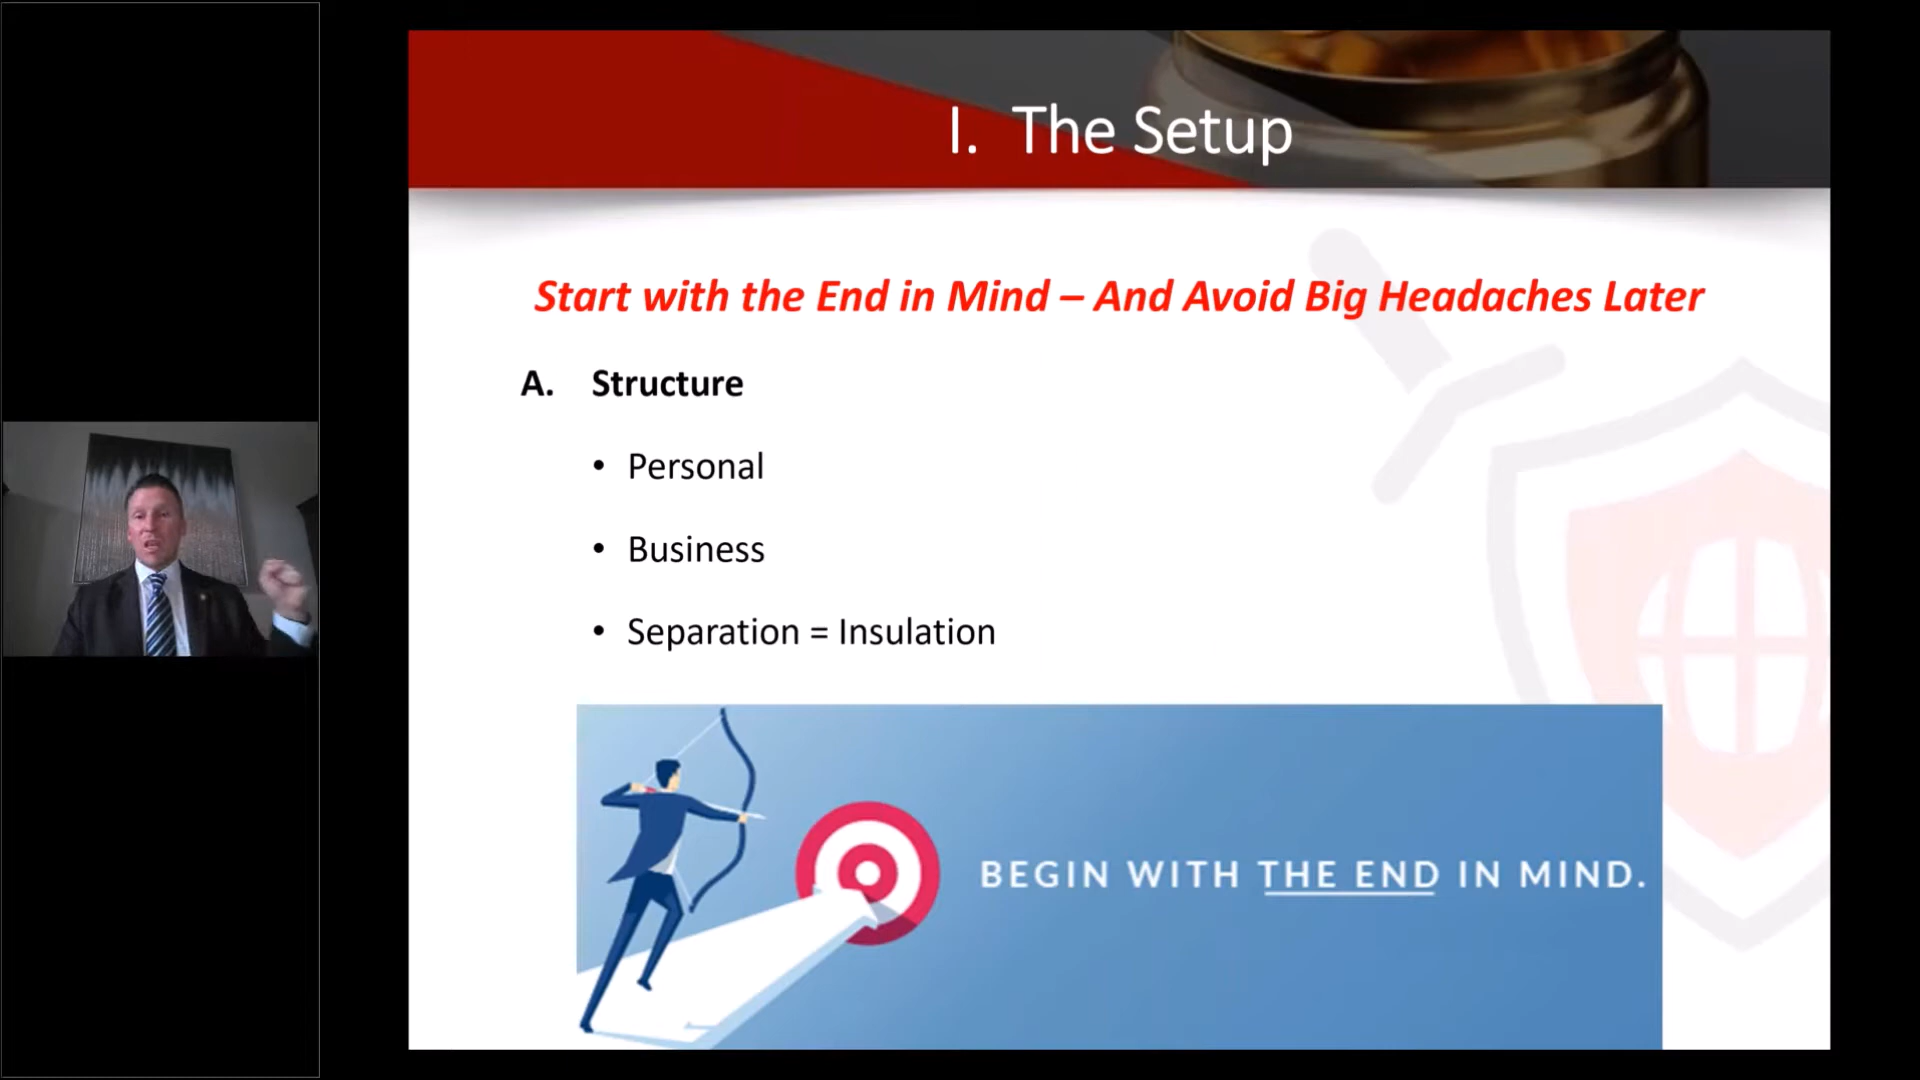 I. The Setup
Start with the End in Mind – And Avoid Big Headaches Later
A. Structure
• Personal
• Business
• Separation = Insulation
BEGIN WITH THE END IN MIND.